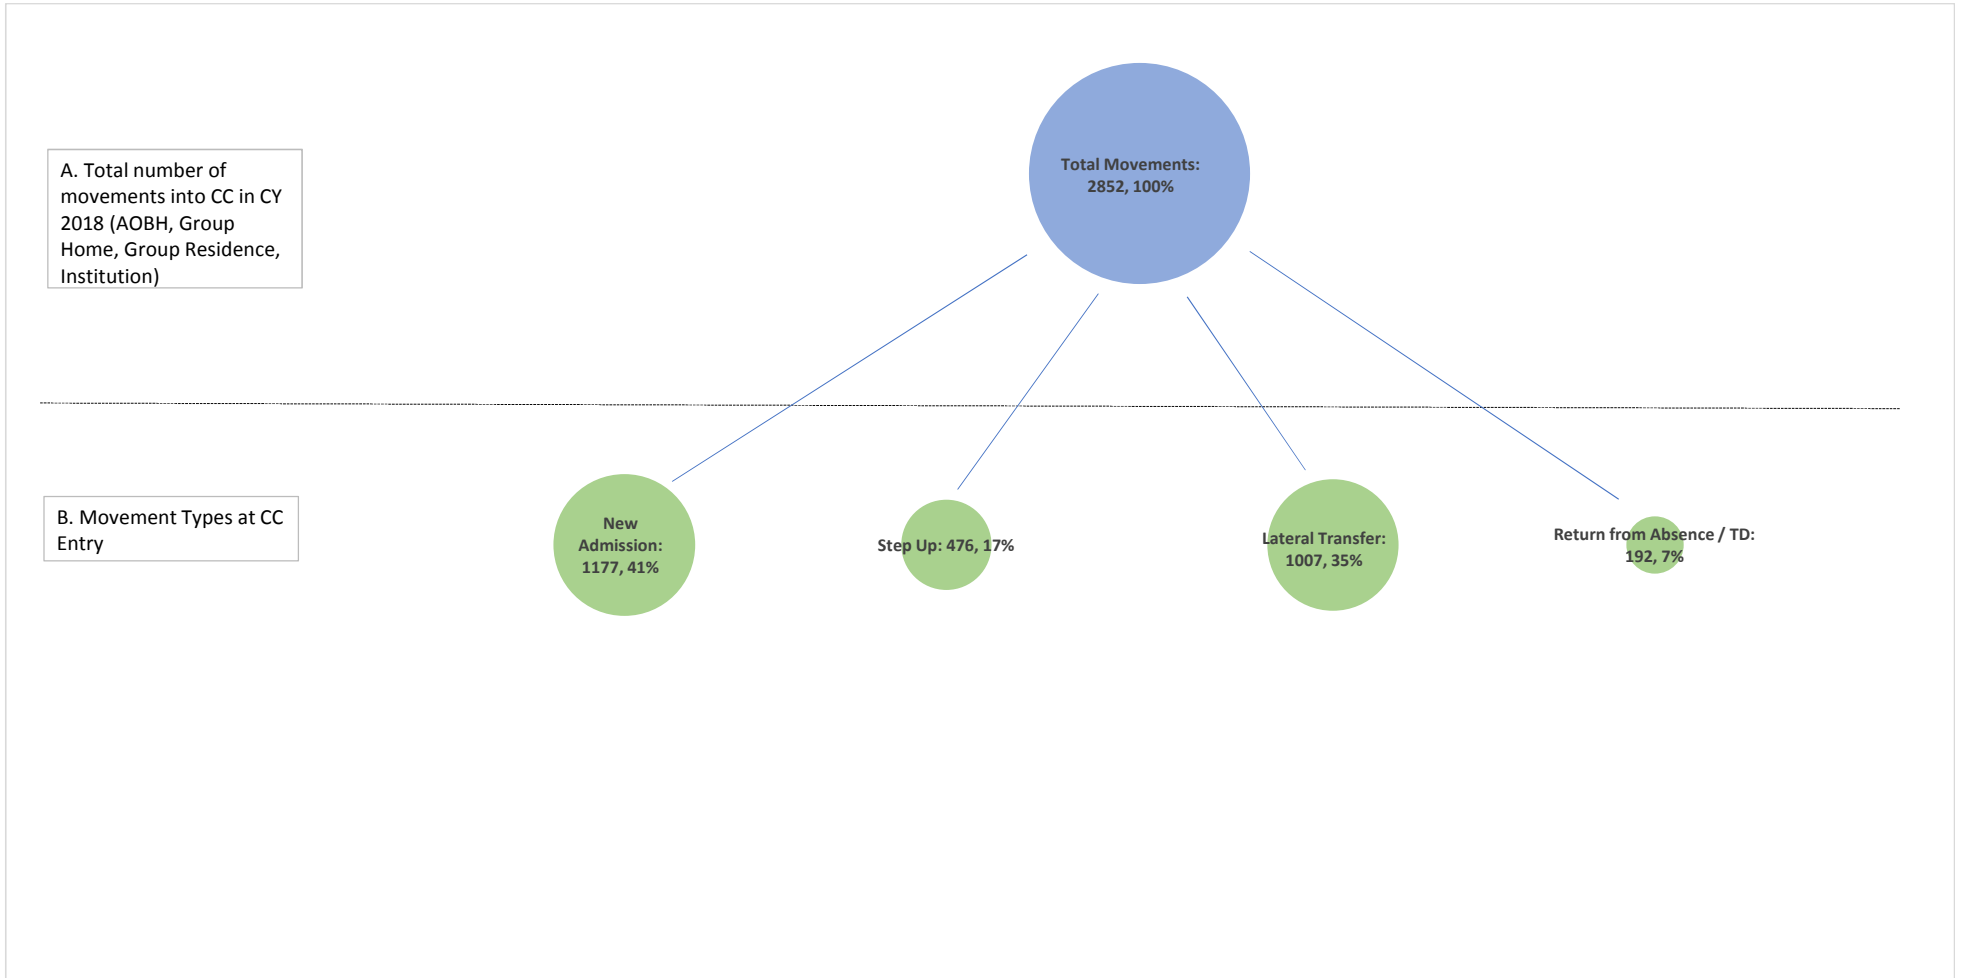 A. Total number of
movements into CC in CY
2018 (AOBH, Group
Home, Group Residence,
Institution)
Total Movements:
2852, 100%
B. Movement Types at CC
Entry
New
Admission:
1177, 41%
Step Up: 476, 17%
Lateral Transfer:
1007, 35%
Return from Absence / TD:
192, 7%